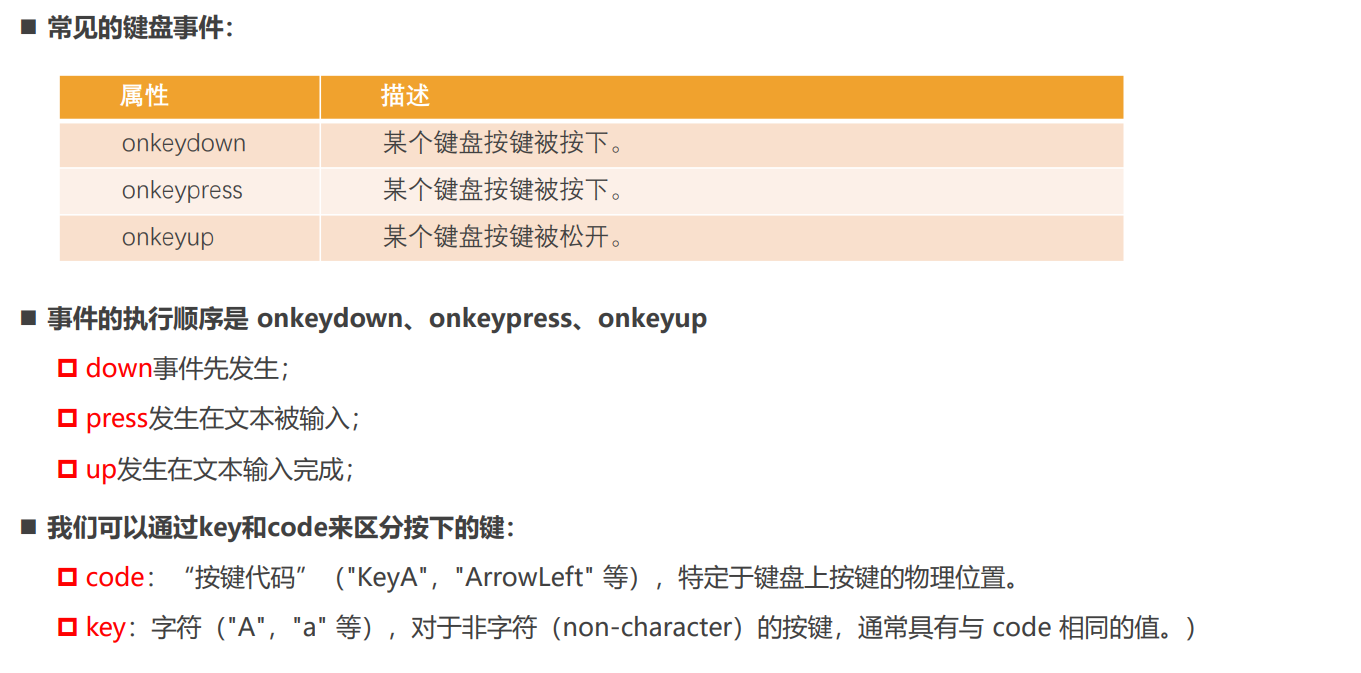 常见的键盘事件：
属性 描述
onkeydown 某个键盘按键被按下。
onkeypress 某个键盘按键被按下。
onkeyup 某个键盘按键被松开。
事件的执行顺序是 onkeydown、onkeypress、onkeyup
down事件先发生；
press发生在文本被输入；
up发生在文本输入完成；
我们可以通过key和code来区分按下的键：
code：“按键代码”（"KeyA"，"ArrowLeft" 等），特定于键盘上按键的物理位置。
key：字符（"A"，"a" 等），对于非字符（non-character）的按键，通常具有与 code 相同的值。）